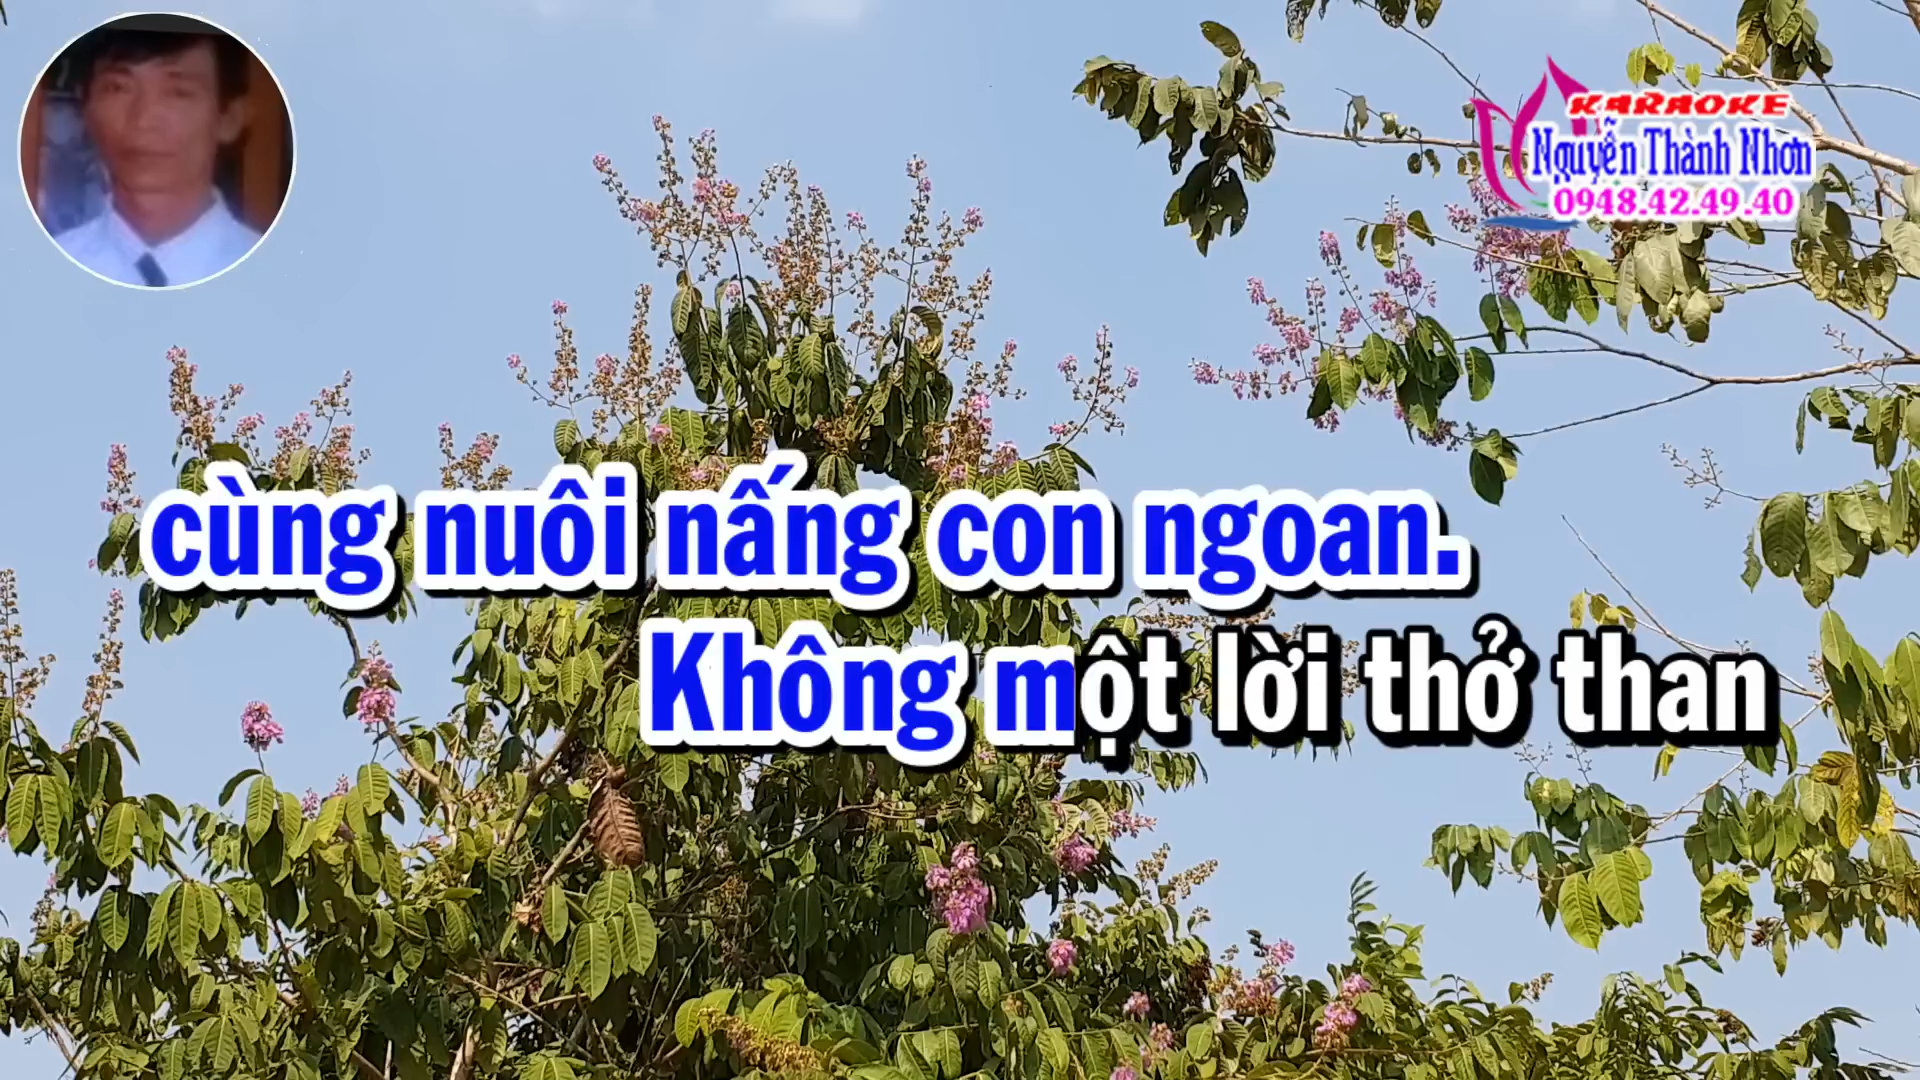 KARAOKE
Nguyễn Thành Nhơn
0948.42.49.40
cùng nuôi nấng con ngoan.
Không một lời thở than